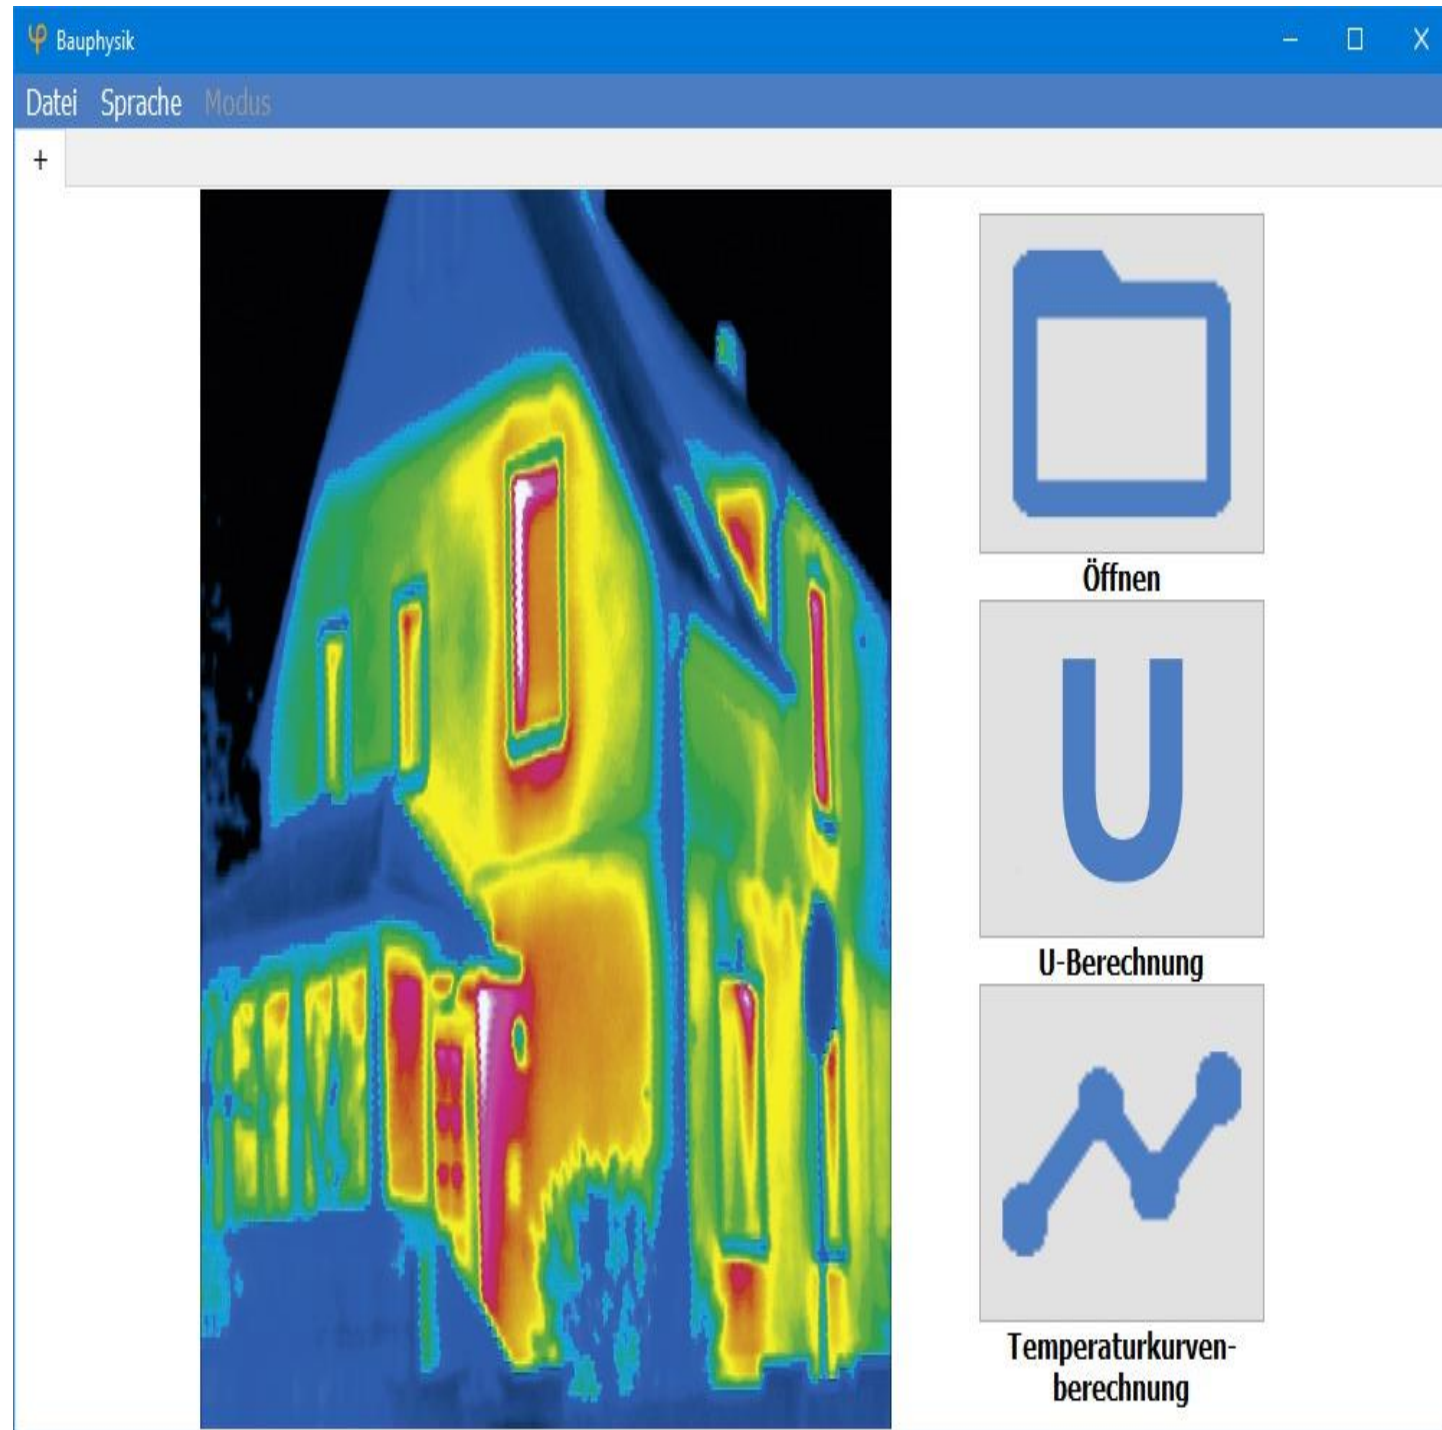 φ Bauphysik
Datei Sprache Modus
+
Öffnen
U
U-Berechnung
Temperaturkurven-
berechnung